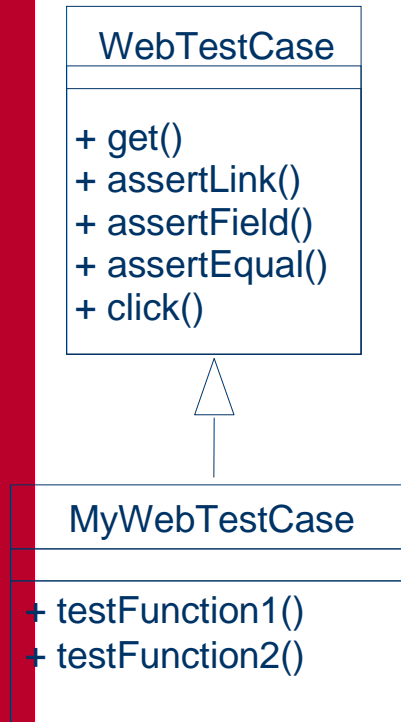 WebTestCase
+ get()
+ assertLink()
+ assertField()
+ assertEqual()
+ click()
MyWebTestCase
+ testFunction1()
+ testFunction2()